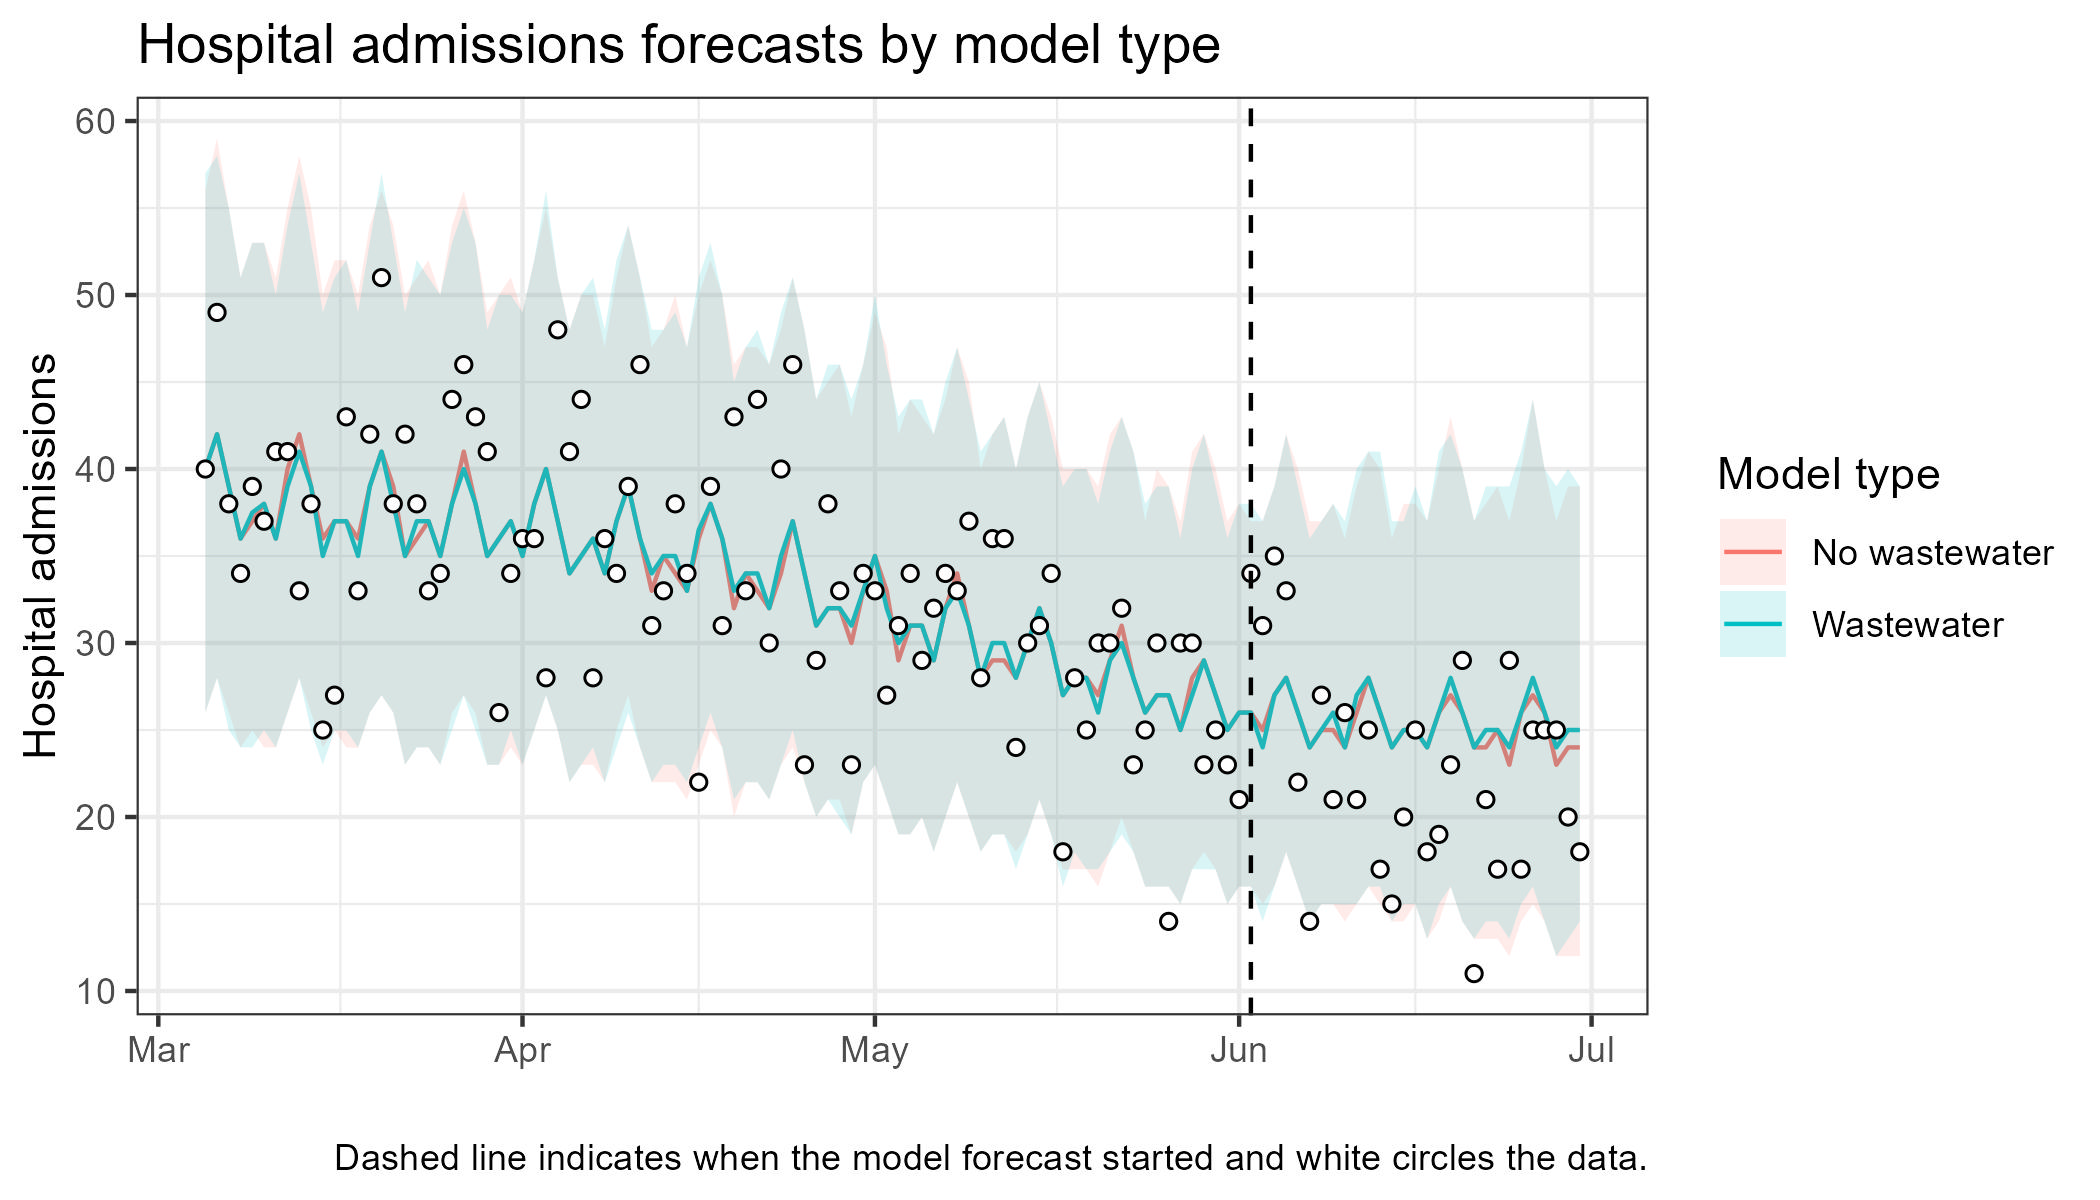 Hospital admissions forecasts by model type
60
50
40
30
20
10
Hospital admissions
Mar
Apr
May
Jun
Jul
Model type
No wastewater
Wastewater
Dashed line indicates when the model forecast started and white circles the data.